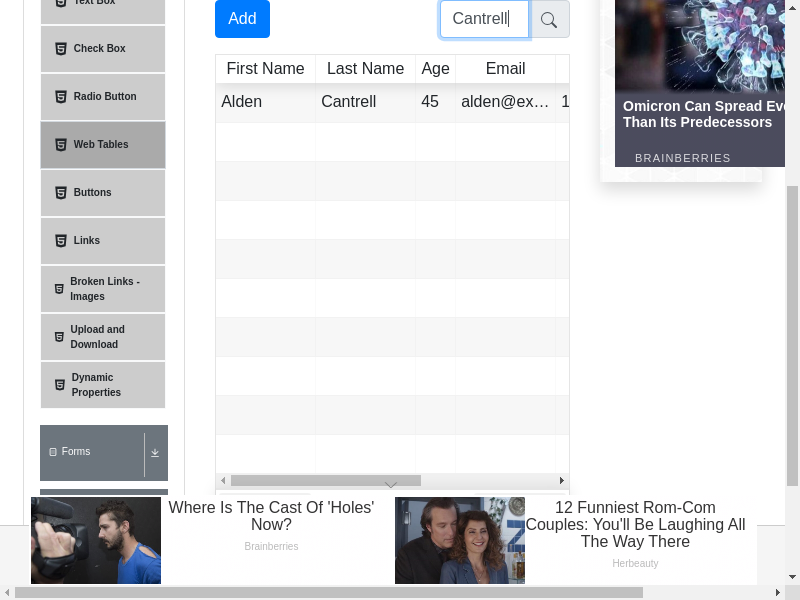 Text Box
Check Box
Radio Button
Web Tables
Buttons
Links
Broken Links -
Images
Upload and
Download
Dynamic
Properties
Forms
Add
Cantrell
First Name Last Name Age Email
Alden Cantrell 45 alden@ex... 1
Omicron Can Spread Eve
Than Its Predecessors
BRAINBERRIES
Where Is The Cast Of 'Holes'
Now?
Brainberries
12 Funniest Rom-Com
Couples: You'll Be Laughing All
The Way There
Herbeauty